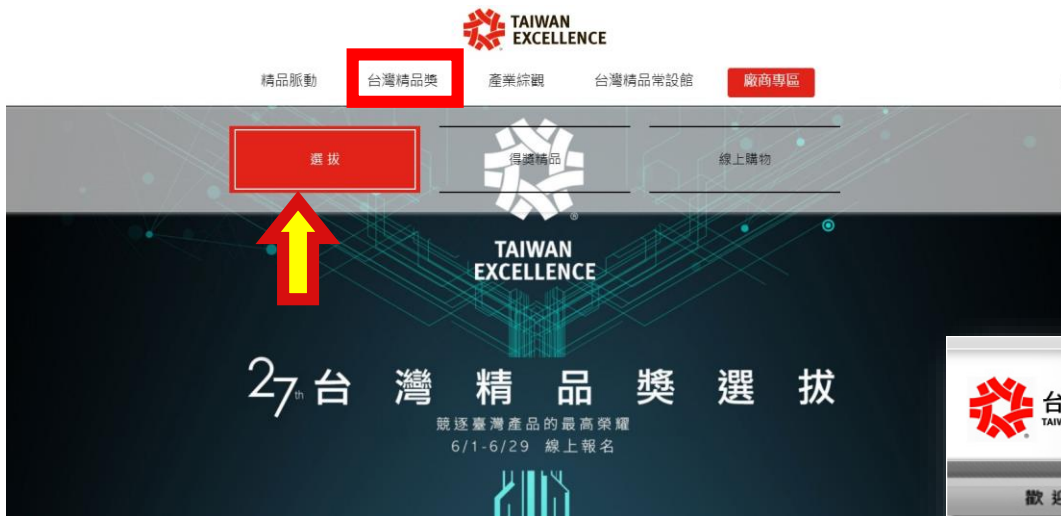 TAIWAN
EXCELLENCE
精品脈動 台灣精品獎 產業綜觀 台灣精品常設館 廠商專區
選拔 得獎精品 線上購物
TAIWAN
EXCELLENCE
27th 台灣精品獎選拔
競逐臺灣產品的最高榮耀
6/1-6/29 線上報名
台
TAIW
歡迎